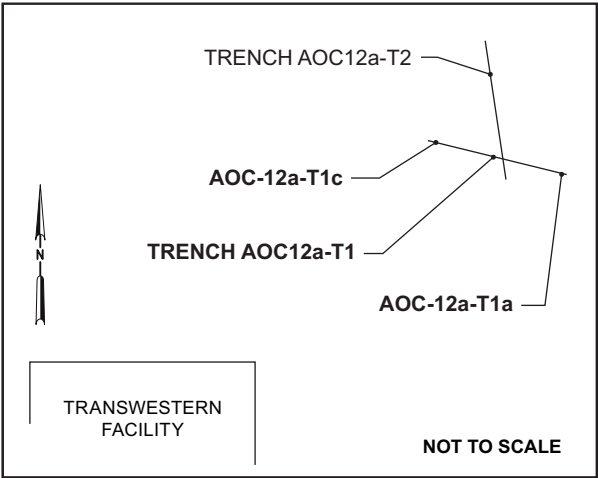 TRENCH AOC12a-T2
AOC-12a-T1c
TRENCH AOC12a-T1
N
AOC-12a-T1a
TRANSWESTERN
FACILITY
NOT TO SCALE